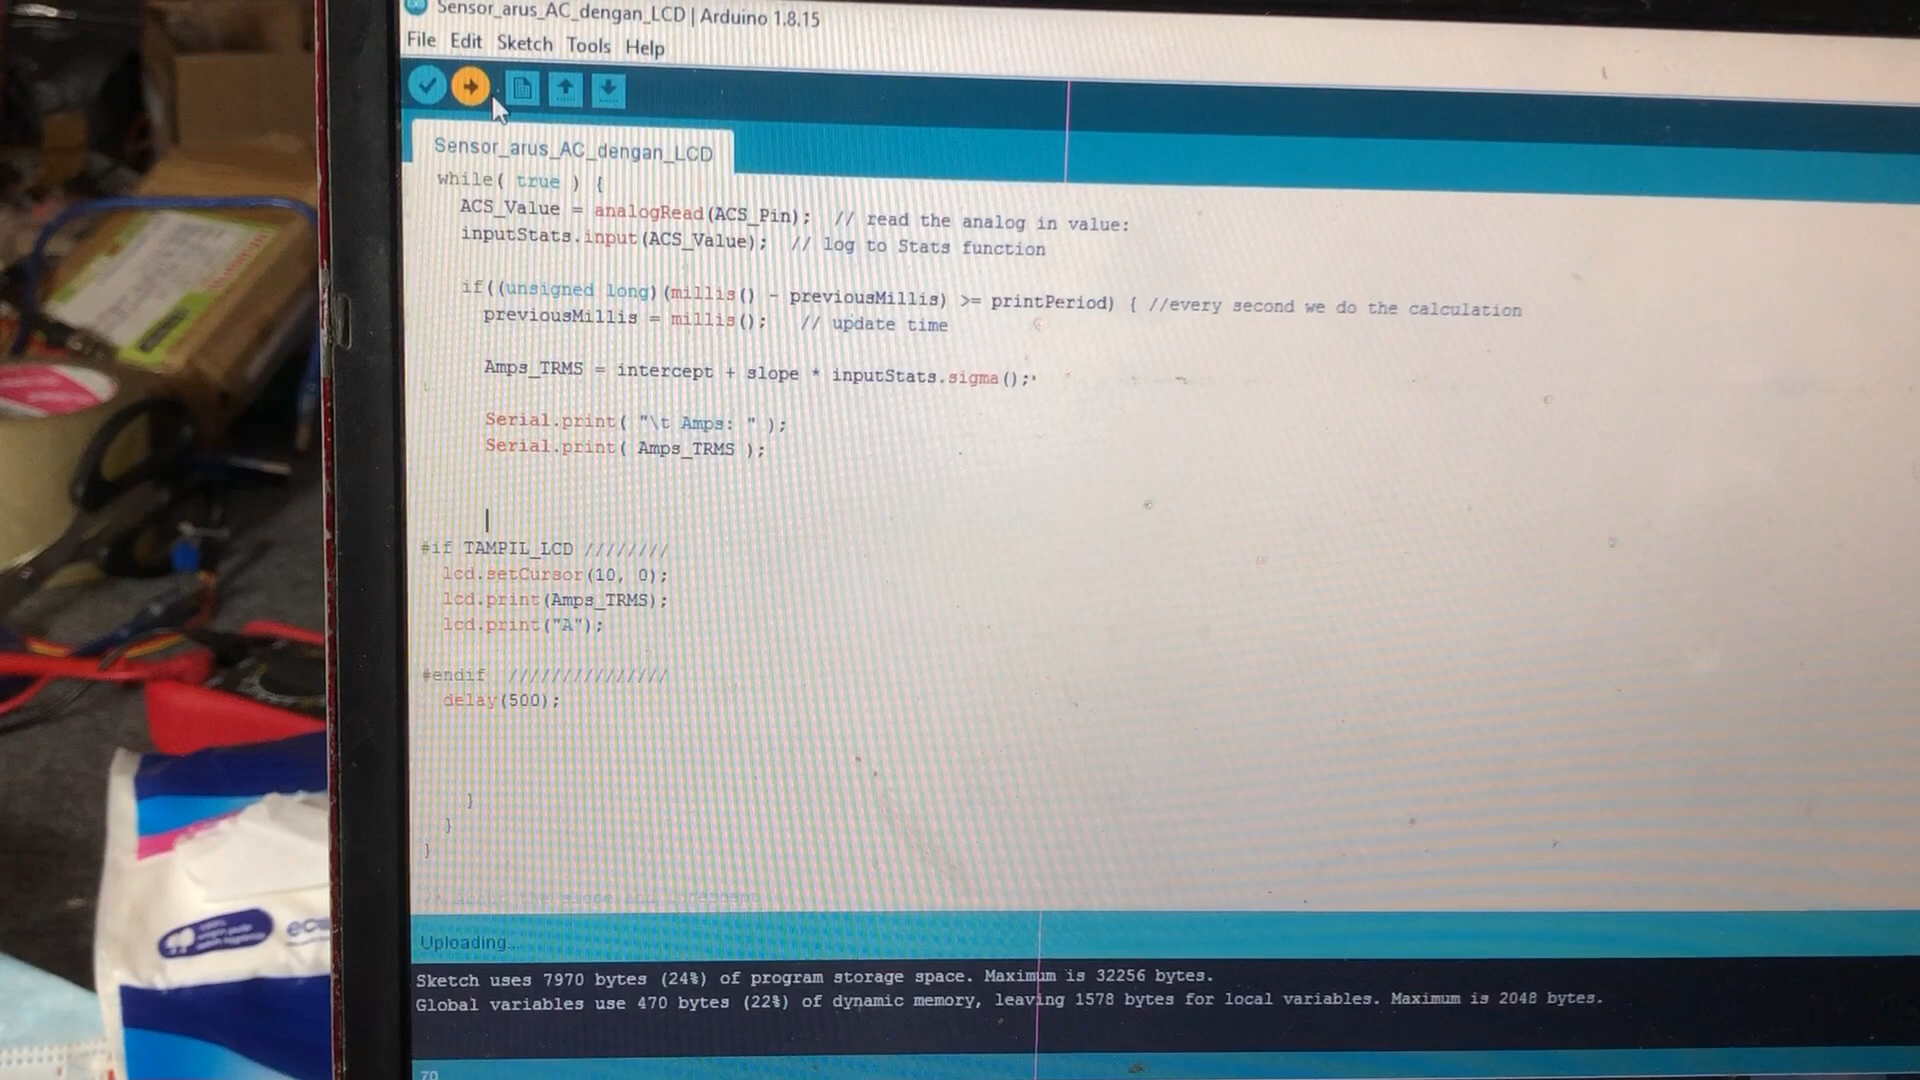 Sensor_arus_AC_dengan_LCD | Arduino 1.8.15
File Edit Sketch Tools Help
Sensor_arus_AC_dengan_LCD
while( true ) {
ACS_Value = analogRead(ACS_Pin); // read the analog in value:
inputStats.input(ACS_Value); // log to Stats function
if((unsigned long)(millis() - previousMillis) >= printPeriod) { //every second we do the calculation
previousMillis = millis(); // update time
Amps_TRMS = intercept + slope * inputStats.sigma();
Serial.print( "\t Amps: " );
Serial.print( Amps_TRMS );
#if TAMPIL_LCD ////////
lcd.setCursor(10, 0);
lcd.print(Amps_TRMS);
lcd.print("A");
#endif ///////////////
delay(500);
}
}
}
Uploading...
Sketch uses 7970 bytes (24%) of program storage space. Maximum is 32256 bytes.
Global variables use 470 bytes (22%) of dynamic memory, leaving 1578 bytes for local variables. Maximum is 2048 bytes.
70